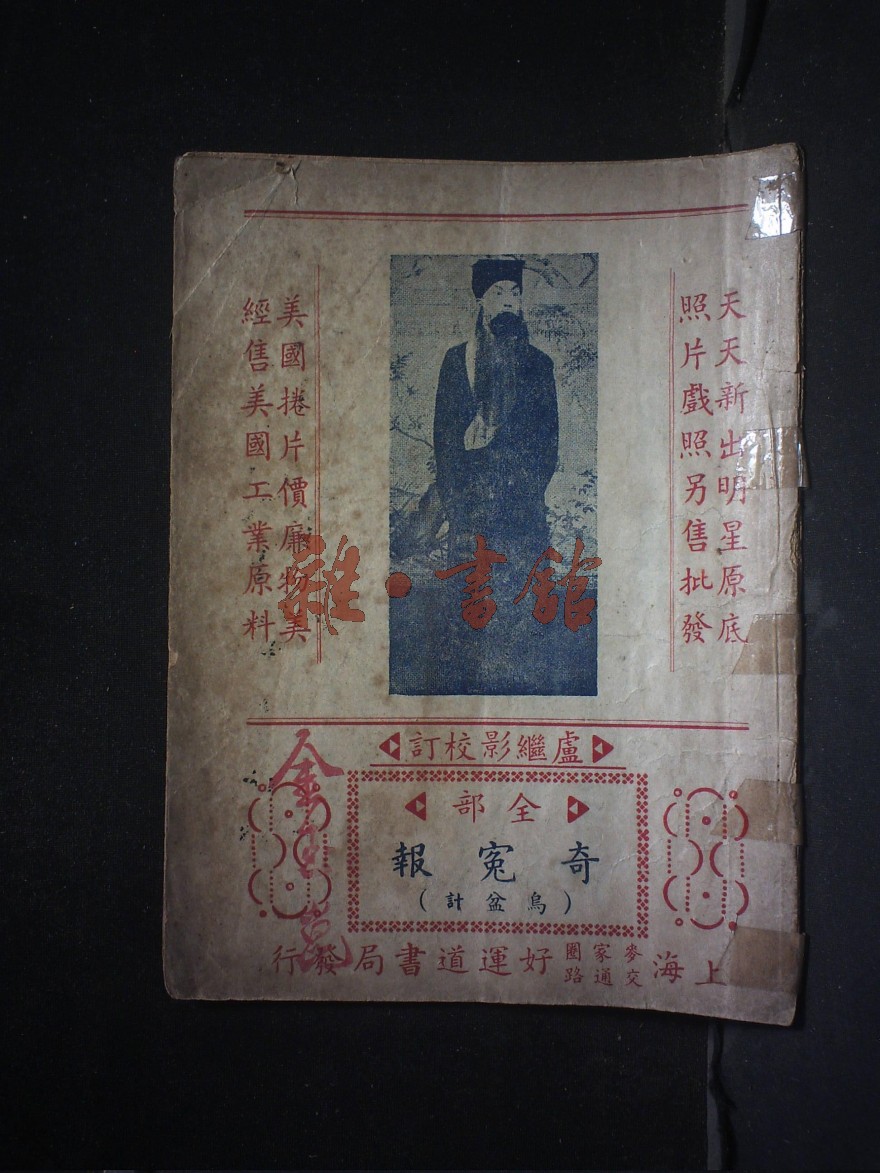 天天新出明星原底
照片戲照另售批發
美國捲片價廉物美
經售美國工業原料
雜·書館
盧繼影校訂
全部
奇冤報
(烏盆計)
上海麥家圈交通路好運道書局發行